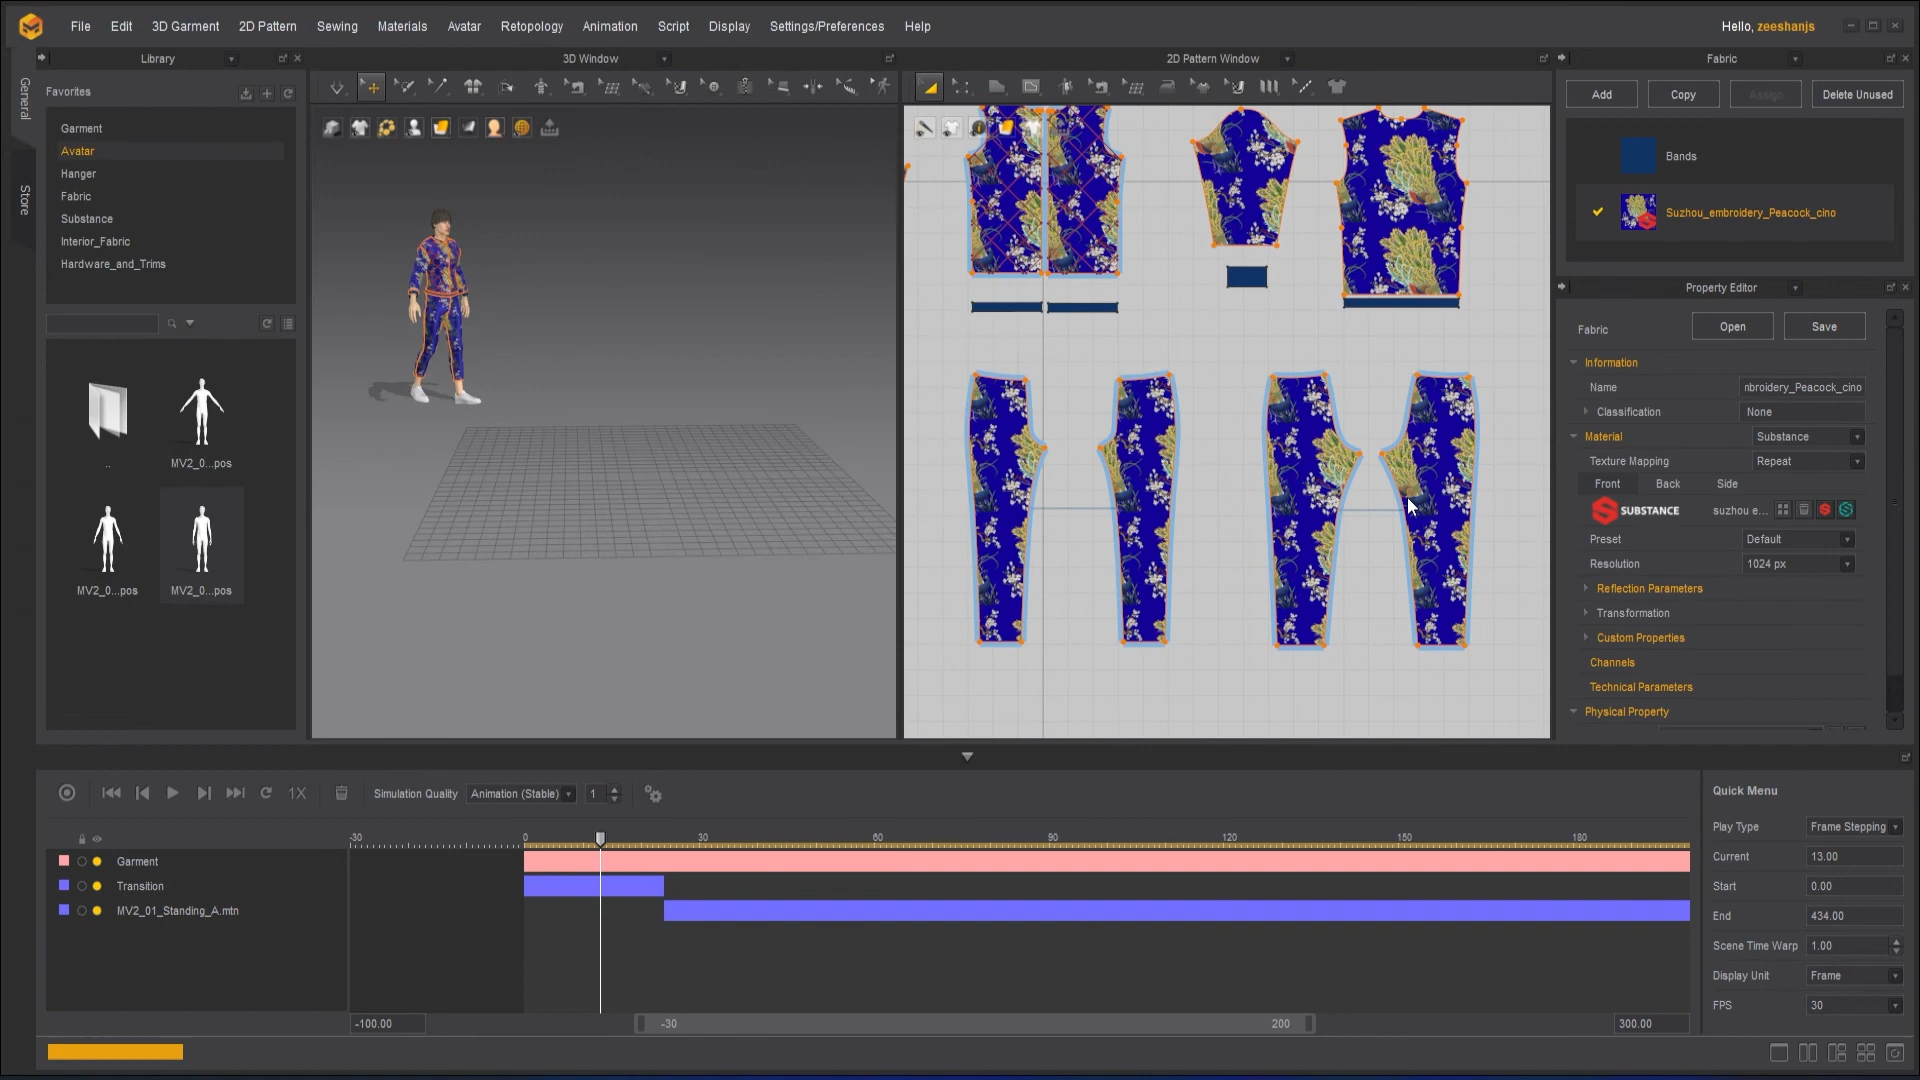 File Edit 3D Garment 2D Pattern Sewing Materials Avatar Retopology Animation Script Display Settings/Preferences Help
Hello, zeeshanjs
Library
3D Window
2D Pattern Window
Fabric
General
Store
Favorites
Garment
Avatar
Hanger
Fabric
Substance
Interior_Fabric
Hardware_and_Trims
..
MV2_0...pos
MV2_0...pos
MV2_0...pos
Add Copy Assign Delete Unused
Bands
Suzhou_embroidery_Peacock_cino
Property Editor
Fabric Open Save
Information
Name nbroidery_Peacock_cino
Classification None
Material Substance
Texture Mapping Repeat
Front Back Side
SUBSTANCE suzhou e...
Preset Default
Resolution 1024 px
Reflection Parameters
Transformation
Custom Properties
Channels
Technical Parameters
Physical Property
1X Simulation Quality Animation (Stable) 1
-30 0 30 60 90 120 150 180
Garment
Transition
MV2_01_Standing_A.mtn
-100.00 -30 200 300.00
Quick Menu
Play Type Frame Stepping
Current 13.00
Start 0.00
End 434.00
Scene Time Warp 1.00
Display Unit Frame
FPS 30